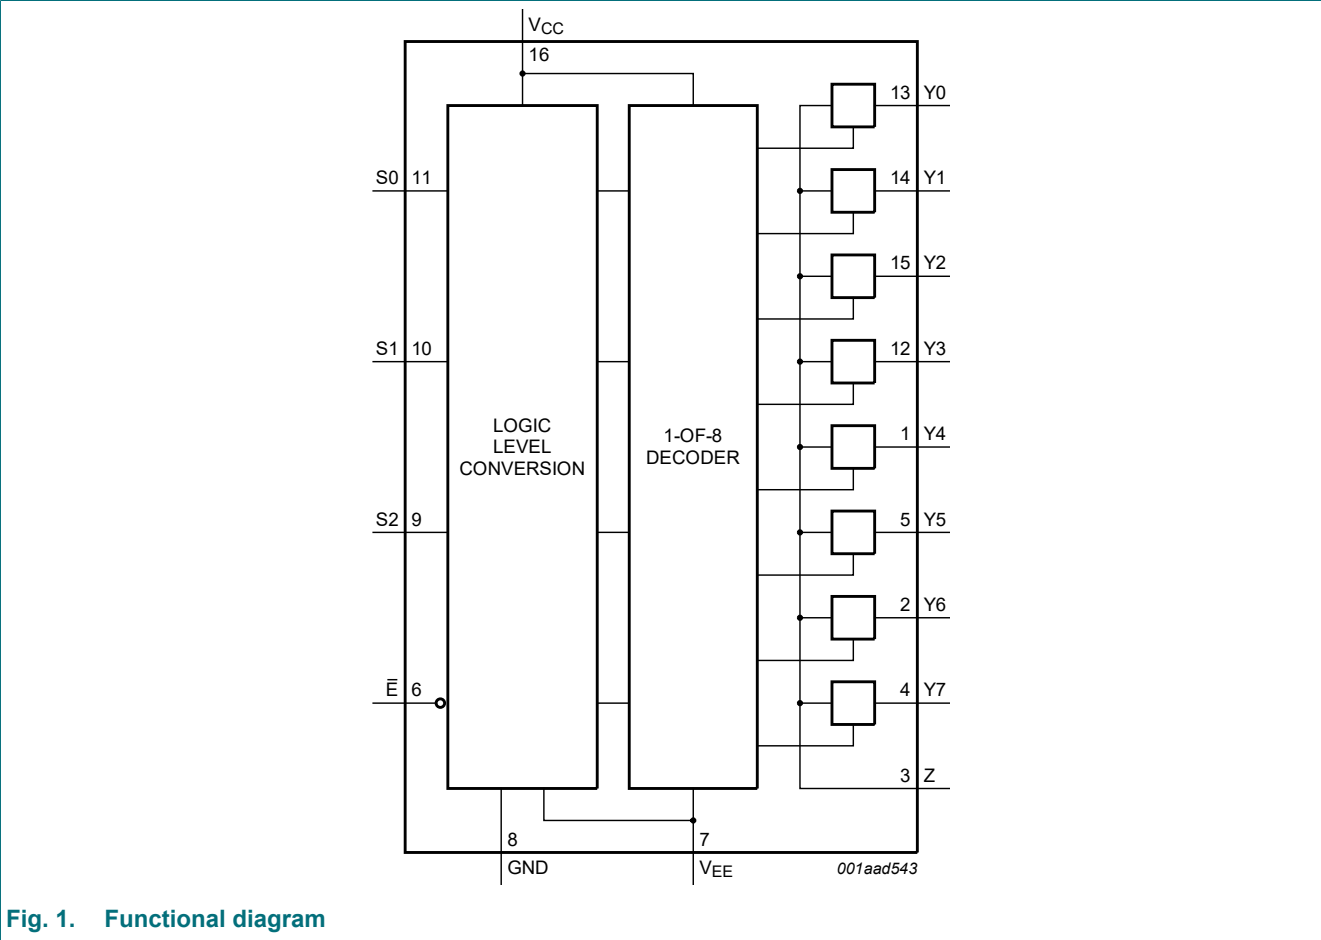 VCC
16
13 Y0
S0 11
14 Y1
15 Y2
S1 10
12 Y3
LOGIC
LEVEL
CONVERSION
1-OF-8
DECODER
1 Y4
S2 9
5 Y5
2 Y6
E̅ 6
4 Y7
3 Z
8
7
GND
VEE
001aad543
Fig. 1. Functional diagram